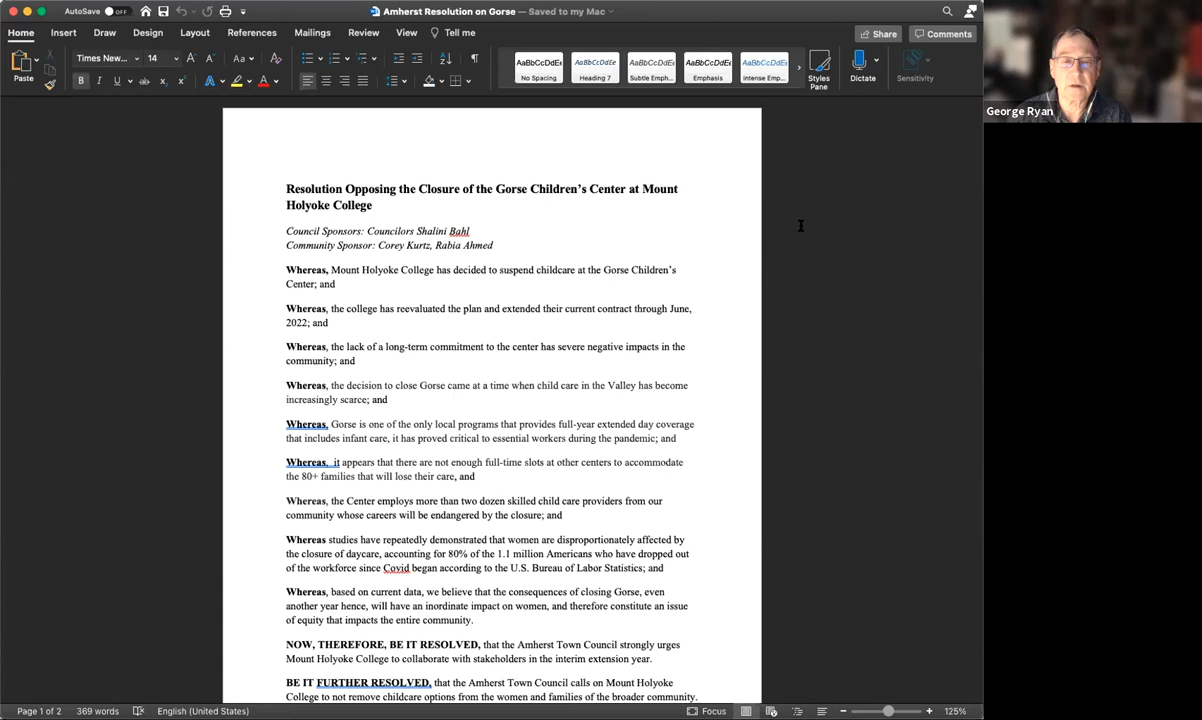 AutoSave OFF Amherst Resolution on Gorse — Saved to my Mac
Home Insert Draw Design Layout References Mailings Review View Tell me Share Comments
Paste Times New... 14 Aa AaBbCcDdEe AaBbCcDdEe AaBbCcDdEe AaBbCcDdEe AaBbCcDdEe
B I U ab x x A A No Spacing Heading 7 Subtle Emph... Emphasis Intense Emp... Styles Pane Dictate Sensitivity
George Ryan
Resolution Opposing the Closure of the Gorse Children's Center at Mount
Holyoke College
Council Sponsors: Councilors Shalini Bahl
Community Sponsor: Corey Kurtz, Rabia Ahmed
Whereas, Mount Holyoke College has decided to suspend childcare at the Gorse Children's
Center; and
Whereas, the college has reevaluated the plan and extended their current contract through June,
2022; and
Whereas, the lack of a long-term commitment to the center has severe negative impacts in the
community; and
Whereas, the decision to close Gorse came at a time when child care in the Valley has become
increasingly scarce; and
Whereas, Gorse is one of the only local programs that provides full-year extended day coverage
that includes infant care, it has proved critical to essential workers during the pandemic; and
Whereas, it appears that there are not enough full-time slots at other centers to accommodate
the 80+ families that will lose their care, and
Whereas, the Center employs more than two dozen skilled child care providers from our
community whose careers will be endangered by the closure; and
Whereas studies have repeatedly demonstrated that women are disproportionately affected by
the closure of daycare, accounting for 80% of the 1.1 million Americans who have dropped out
of the workforce since Covid began according to the U.S. Bureau of Labor Statistics; and
Whereas, based on current data, we believe that the consequences of closing Gorse, even
another year hence, will have an inordinate impact on women, and therefore constitute an issue
of equity that impacts the entire community.
NOW, THEREFORE, BE IT RESOLVED, that the Amherst Town Council strongly urges
Mount Holyoke College to collaborate with stakeholders in the interim extension year.
BE IT FURTHER RESOLVED, that the Amherst Town Council calls on Mount Holyoke
College to not remove childcare options from the women and families of the broader community.
Page 1 of 2 369 words English (United States) Focus 125%